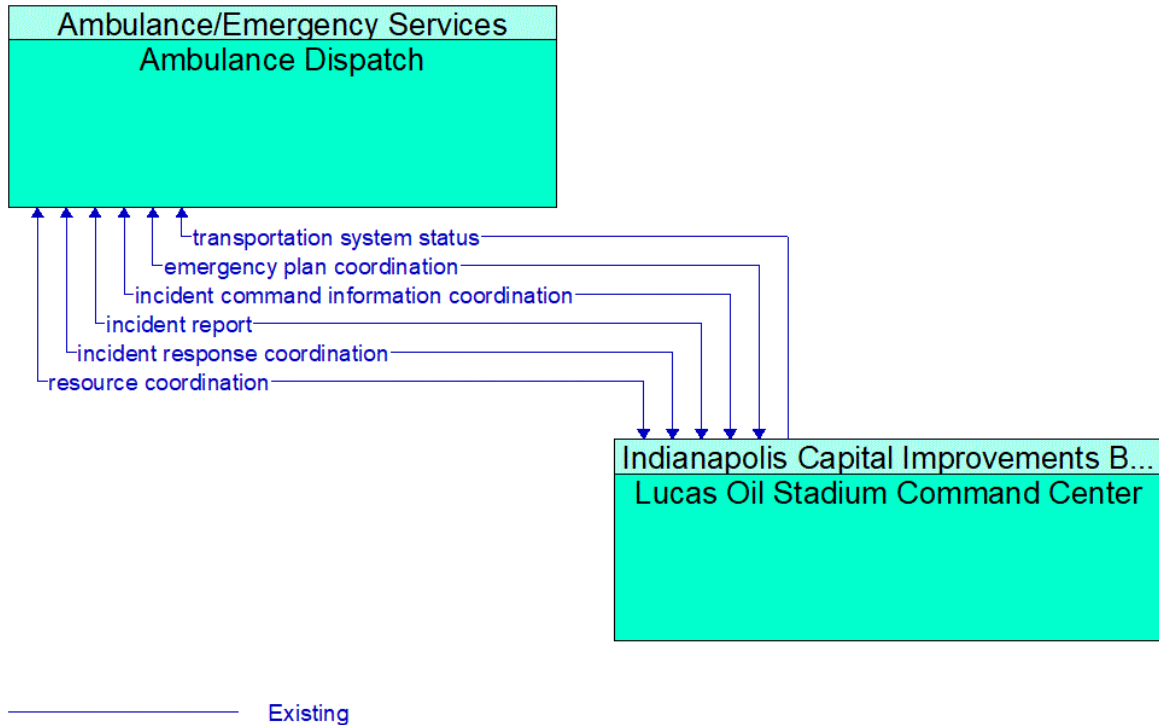 Ambulance/Emergency Services
Ambulance Dispatch
transportation system status
emergency plan coordination
incident command information coordination
incident report
incident response coordination
resource coordination
Indianapolis Capital Improvements B...
Lucas Oil Stadium Command Center
Existing